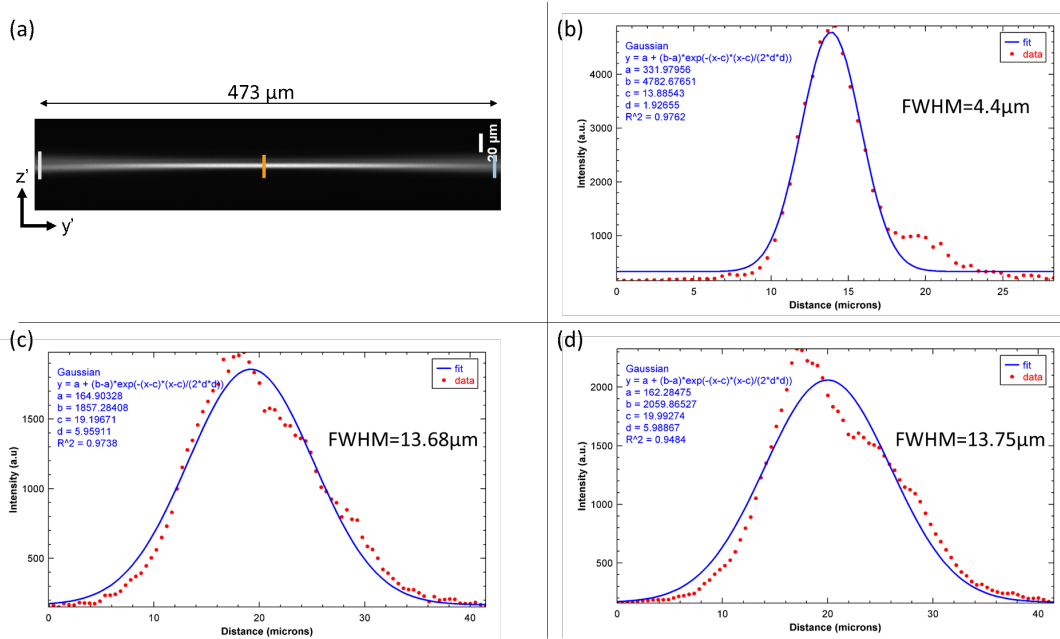 (a)
473 µm
20 µm
z'
y'
(b)
Gaussian
y = a + (b-a)*exp(-(x-c)*(x-c)/(2*d*d))
a = 331.97956
b = 4782.67651
c = 13.88543
d = 1.92655
R^2 = 0.9762
fit
data
FWHM=4.4µm
Intensity (a.u.)
4000
3000
2000
1000
0 5 10 15 20 25
Distance (microns)
(c)
Gaussian
y = a + (b-a)*exp(-(x-c)*(x-c)/(2*d*d))
a = 164.90328
b = 1857.28408
c = 19.19671
d = 5.95911
R^2 = 0.9738
fit
data
FWHM=13.68µm
Intensity (a.u)
1500
1000
500
0 10 20 30 40
Distance (microns)
(d)
Gaussian
y = a + (b-a)*exp(-(x-c)*(x-c)/(2*d*d))
a = 162.28475
b = 2059.86527
c = 19.99274
d = 5.98867
R^2 = 0.9484
fit
data
FWHM=13.75µm
Intensity (a.u.)
2000
1500
1000
500
0 10 20 30 40
Distance (microns)